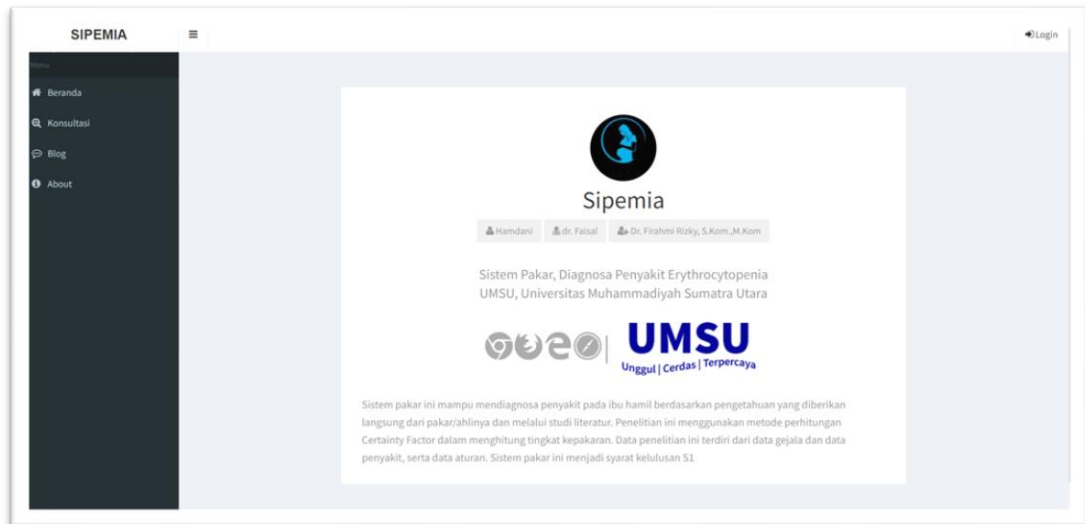 SIPEMIA
Login
Menu
Beranda
Konsultasi
Blog
About
Sipemia
Hamdani dr. Faisal Dr. Firahmi Rizky, S.Kom.,M.Kom
Sistem Pakar, Diagnosa Penyakit Erythrocytopenia
UMSU, Universitas Muhammadiyah Sumatra Utara
UMSU
Unggul | Cerdas | Terpercaya
Sistem pakar ini mampu mendiagnosa penyakit pada ibu hamil berdasarkan pengetahuan yang diberikan
langsung dari pakar/ahlinya dan melalui studi literatur. Penelitian ini menggunakan metode perhitungan
Certainty Factor dalam menghitung tingkat kepakaran. Data penelitian ini terdiri dari data gejala dan data
penyakit, serta data aturan. Sistem pakar ini menjadi syarat kelulusan S1